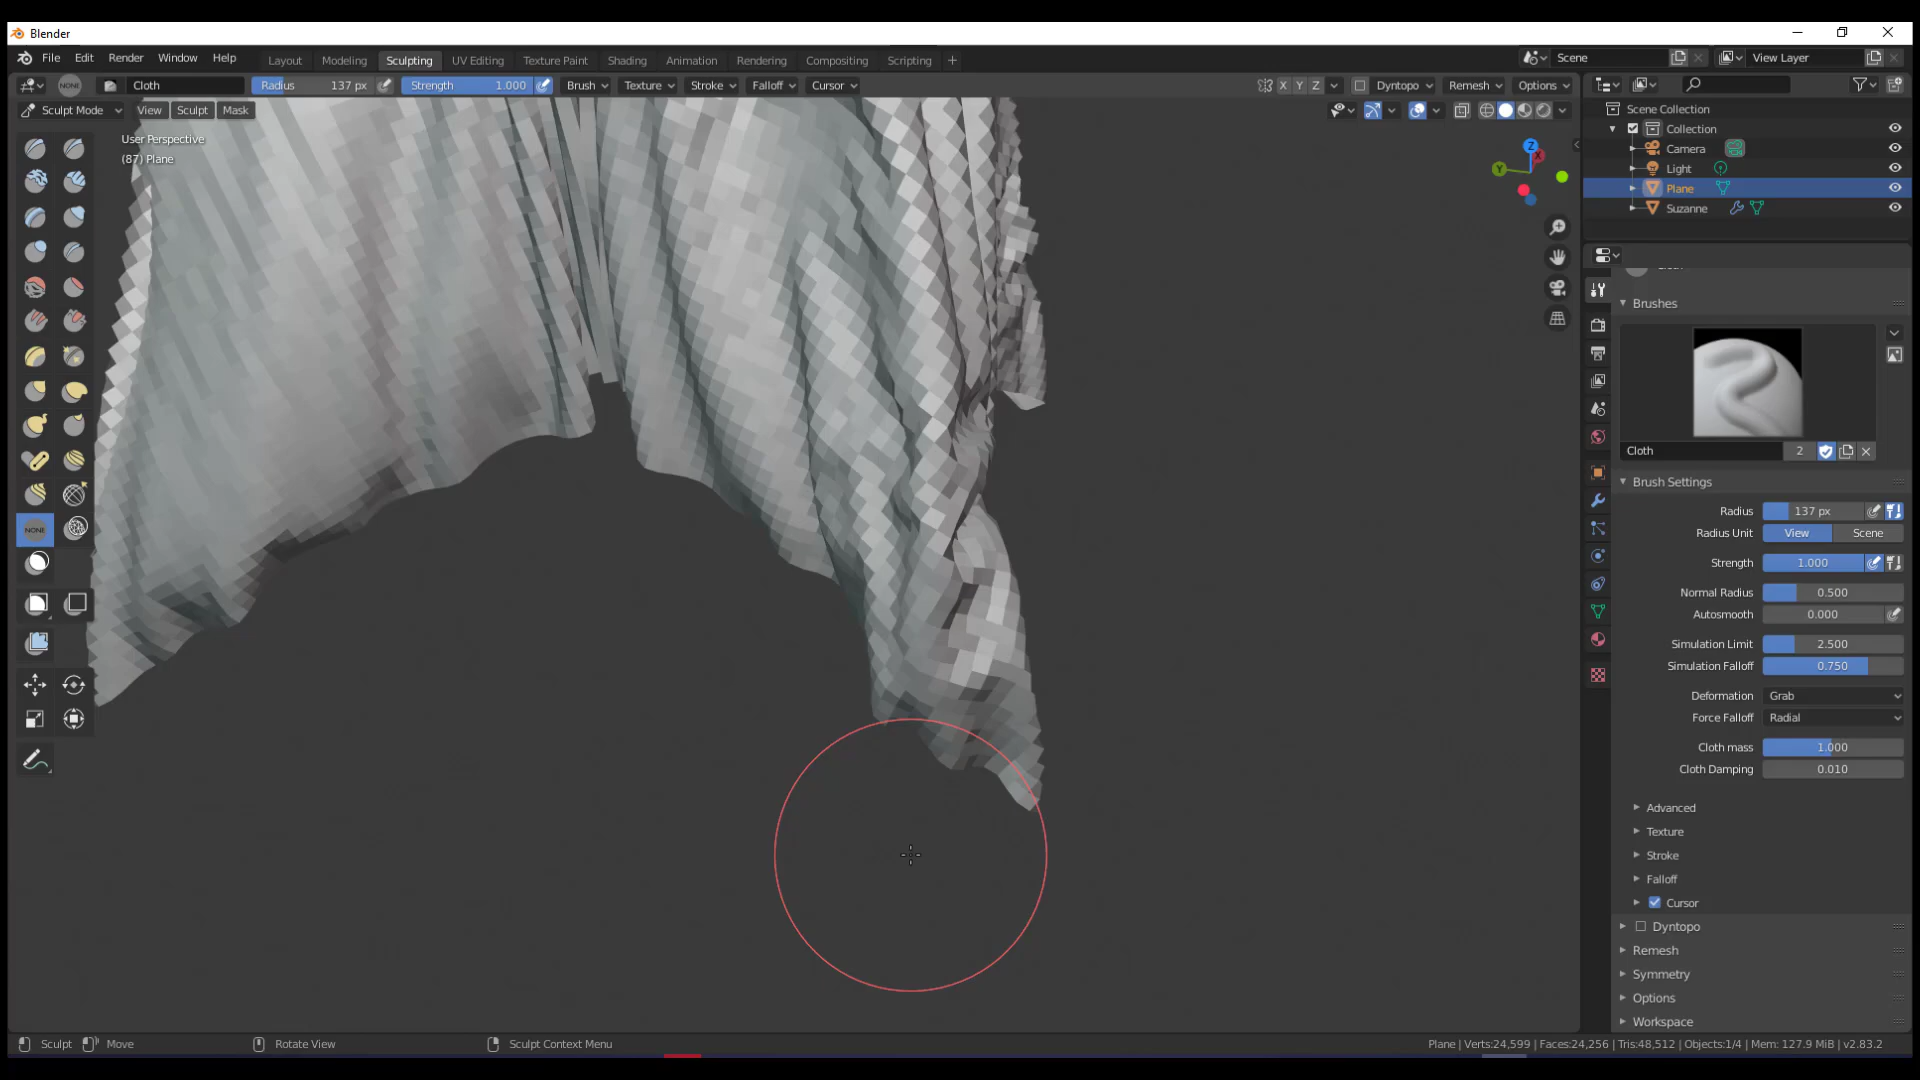 Blender
File Edit Render Window Help Layout Modeling Sculpting UV Editing Texture Paint Shading Animation Rendering Compositing Scripting + Scene View Layer
NONE Cloth Radius 137 px Strength 1.000 Brush Texture Stroke Falloff Cursor X Y Z Dyntopo Remesh Options
Sculpt Mode View Sculpt Mask
User Perspective
(87) Plane
Z
X
Y
NONE
Scene Collection
Collection
Camera
Light
Plane
Suzanne
Brushes
Cloth 2
Brush Settings
Radius 137 px
Radius Unit View Scene
Strength 1.000
Normal Radius 0.500
Autosmooth 0.000
Simulation Limit 2.500
Simulation Falloff 0.750
Deformation Grab
Force Falloff Radial
Cloth mass 1.000
Cloth Damping 0.010
Advanced
Texture
Stroke
Falloff
Cursor
Dyntopo
Remesh
Symmetry
Options
Workspace
Sculpt Move Rotate View Sculpt Context Menu Plane | Verts:24,599 | Faces:24,256 | Tris:48,512 | Objects:1/4 | Mem: 127.9 MiB | v2.83.2